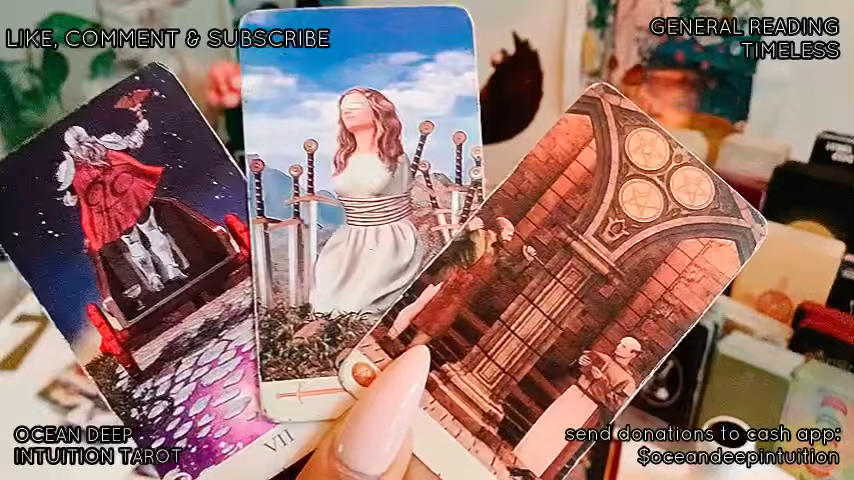 LIKE, COMMENT & SUBSCRIBE
GENERAL READING
TIMELESS
VII
OCEAN DEEP
INTUITION TAROT
send donations to cash app:
$oceandeepintuition